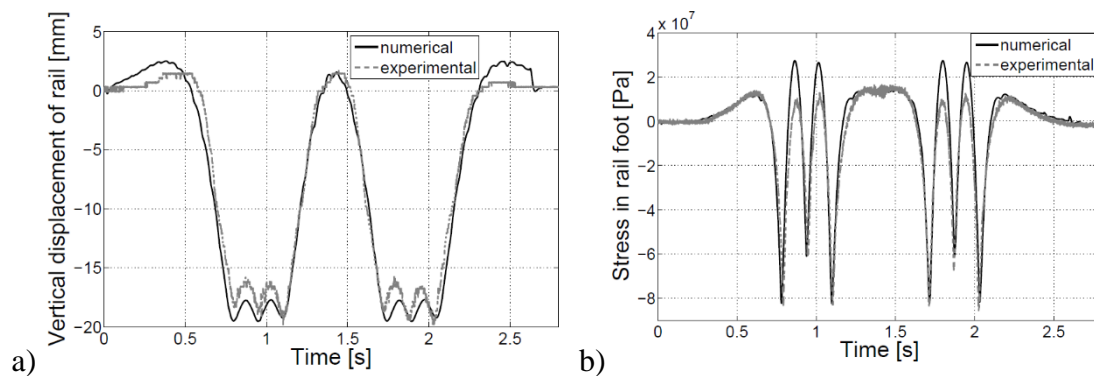 a)
Vertical displacement of rail [mm]
5
0
−5
−10
−15
−20
0
0.5
1
1.5
2
2.5
Time [s]
numerical
experimental
b)
Stress in rail foot [Pa]
x 10⁷
4
2
0
−2
−4
−6
−8
0
0.5
1
1.5
2
2.5
Time [s]
numerical
experimental